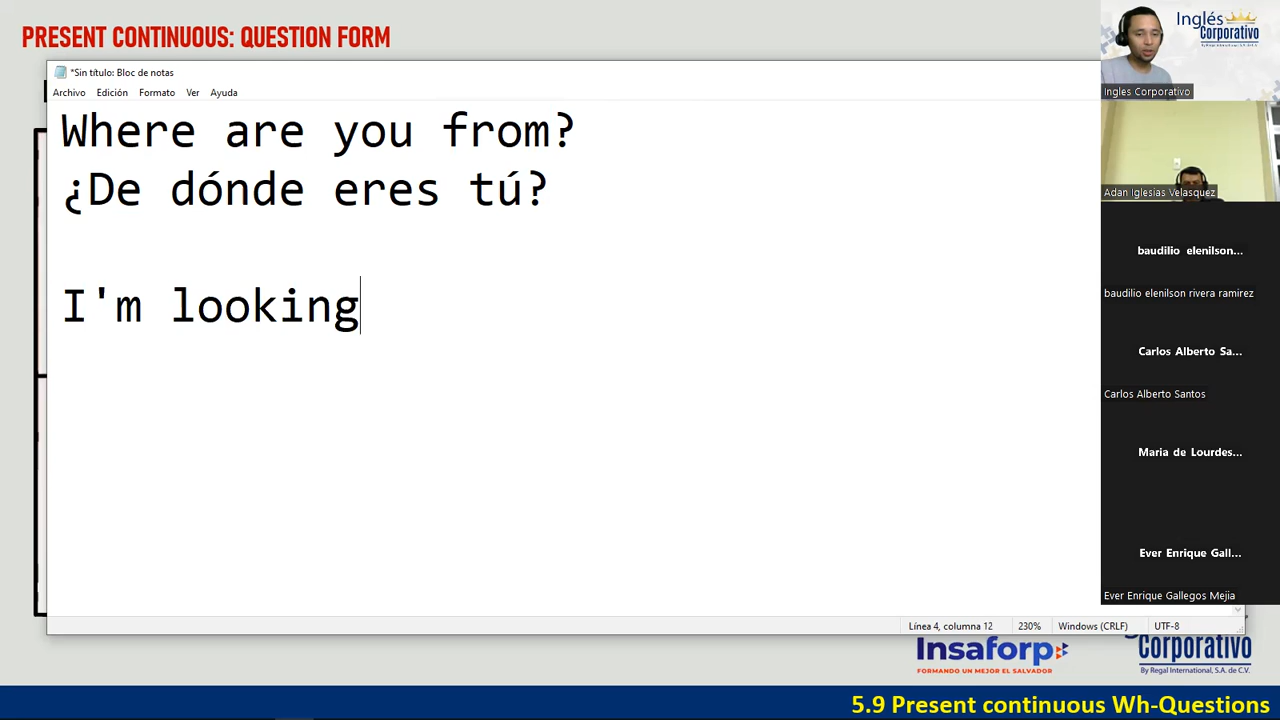 PRESENT CONTINUOUS: QUESTION FORM
*Sin título: Bloc de notas
Archivo Edición Formato Ver Ayuda
Where are you from?
¿De dónde eres tú?
I'm looking
Línea 4, columna 12 230% Windows (CRLF) UTF-8
Inglés
Corporativo
By Regal International, S.A. de C.V.
Ingles Corporativo
Adan Iglesias Velasquez
baudilio elenilson...
baudilio elenilson rivera ramirez
Carlos Alberto Sa...
Carlos Alberto Santos
Maria de Lourdes...
Ever Enrique Gall...
Ever Enrique Gallegos Mejia
Insaforp
FORMANDO UN MEJOR EL SALVADOR
Corporativo
By Regal International, S.A. de C.V.
5.9 Present continuous Wh-Questions